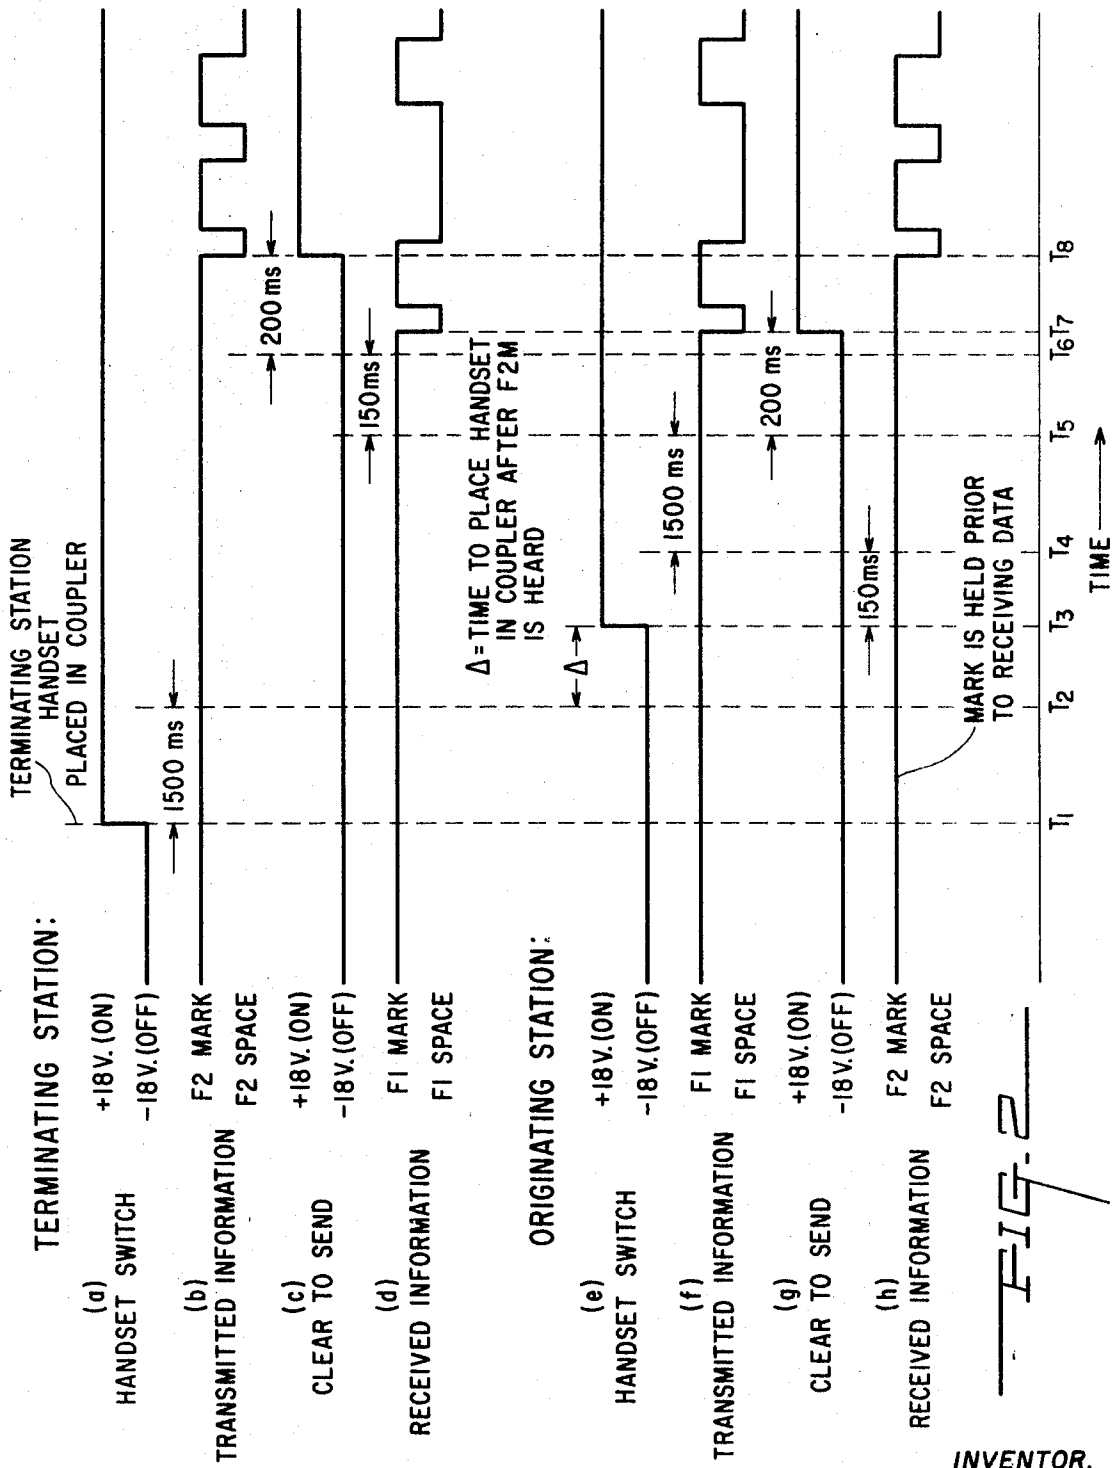 TERMINATING STATION:
TERMINATING STATION
HANDSET
PLACED IN COUPLER
(a)
HANDSET SWITCH
+18V.(ON)
-18V.(OFF)
1500 ms
(b)
TRANSMITTED INFORMATION
F2 MARK
F2 SPACE
200ms
(c)
CLEAR TO SEND
+18V.(ON)
-18V.(OFF)
150ms
(d)
RECEIVED INFORMATION
F1 MARK
F1 SPACE
Δ=TIME TO PLACE HANDSET
IN COUPLER AFTER F2M
IS HEARD
ORIGINATING STATION:
Δ
(e)
HANDSET SWITCH
+18V.(ON)
-18V.(OFF)
1500 ms
(f)
TRANSMITTED INFORMATION
F1 MARK
F1 SPACE
200 ms
(g)
CLEAR TO SEND
+18V.(ON)
-18V.(OFF)
150ms
(h)
RECEIVED INFORMATION
F2 MARK
F2 SPACE
MARK IS HELD PRIOR
TO RECEIVING DATA
T1 T2 T3 T4 T5 T6 T7 T8
TIME
FIG. 2
INVENTOR.